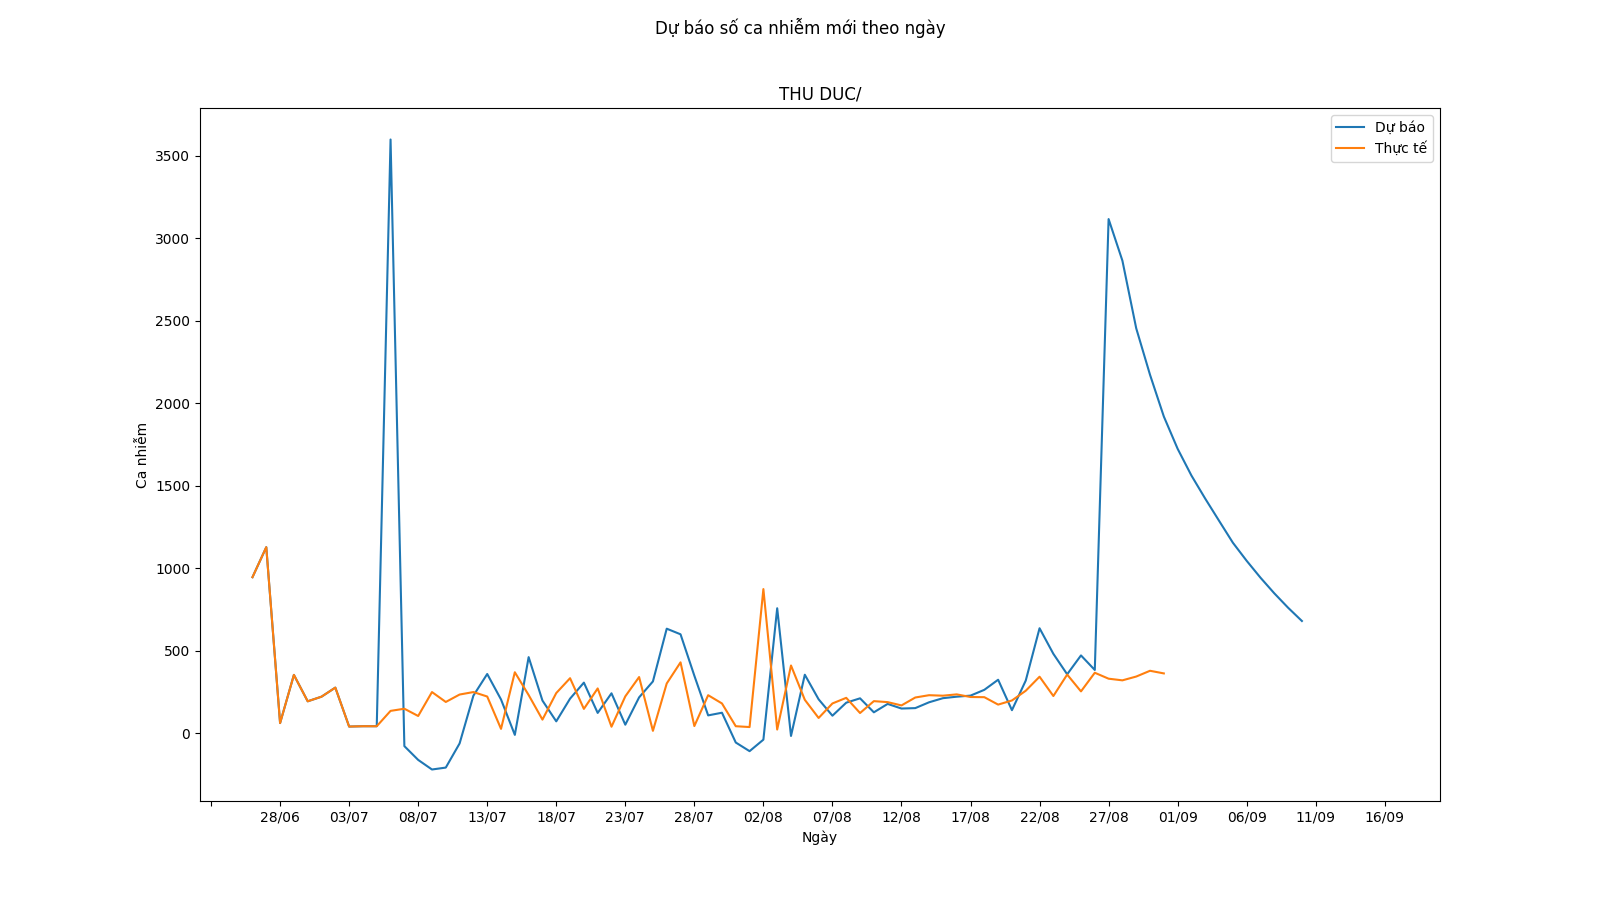 Dự báo số ca nhiễm mới theo ngày
THU DUC/
Dự báo
Thực tế
Ca nhiễm
3500
3000
2500
2000
1500
1000
500
0
28/06 03/07 08/07 13/07 18/07 23/07 28/07 02/08 07/08 12/08 17/08 22/08 27/08 01/09 06/09 11/09 16/09
Ngày